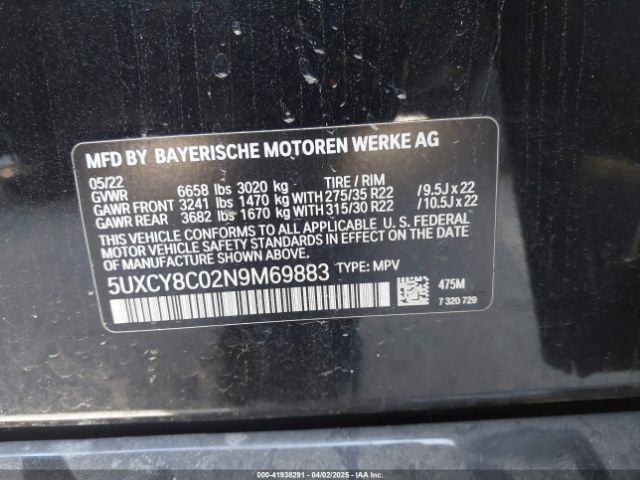 MFD BY BAYERISCHE MOTOREN WERKE AG
05/22
GVWR 6658 lbs 3020 kg TIRE / RIM
GAWR FRONT 3241 lbs 1470 kg WITH 275/35 R22 /9.5J x 22
GAWR REAR 3682 lbs 1670 kg WITH 315/30 R22 /10.5J x 22
THIS VEHICLE CONFORMS TO ALL APPLICABLE U. S. FEDERAL
MOTOR VEHICLE SAFETY STANDARDS IN EFFECT ON THE DATE
OF MANUFACTURE SHOWN ABOVE.
5UXCY8C02N9M69883 TYPE: MPV
475M
7 320 729
000-41938291 - 04/02/2025 - IAAI.COM